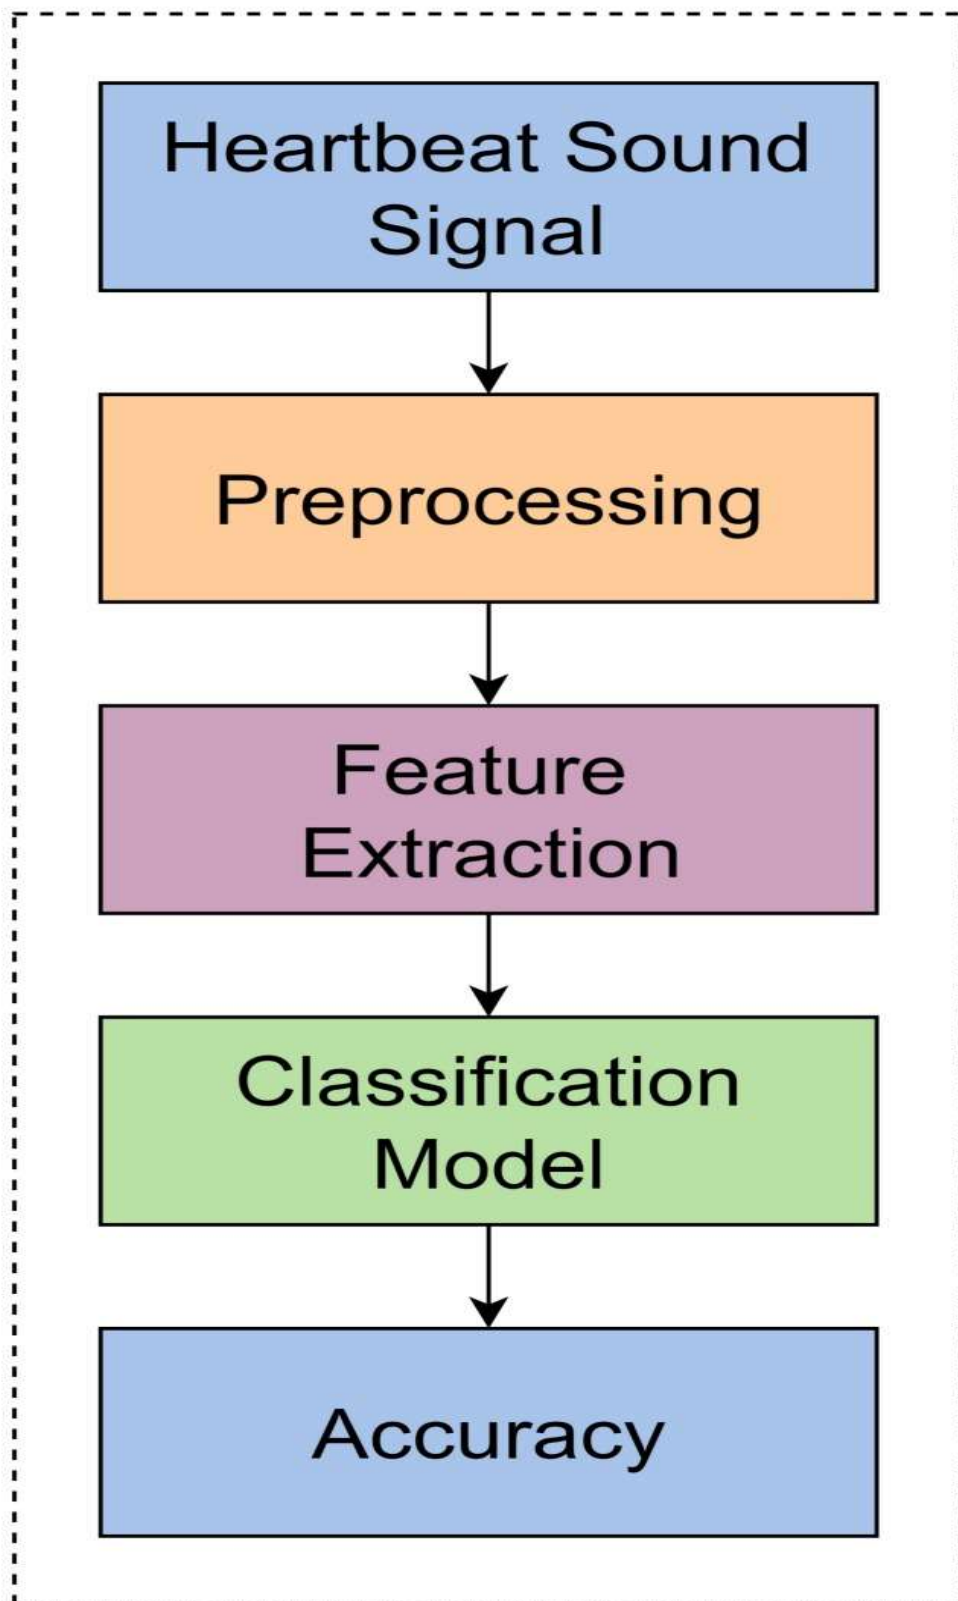 Heartbeat Sound
Signal
Preprocessing
Feature
Extraction
Classification
Model
Accuracy